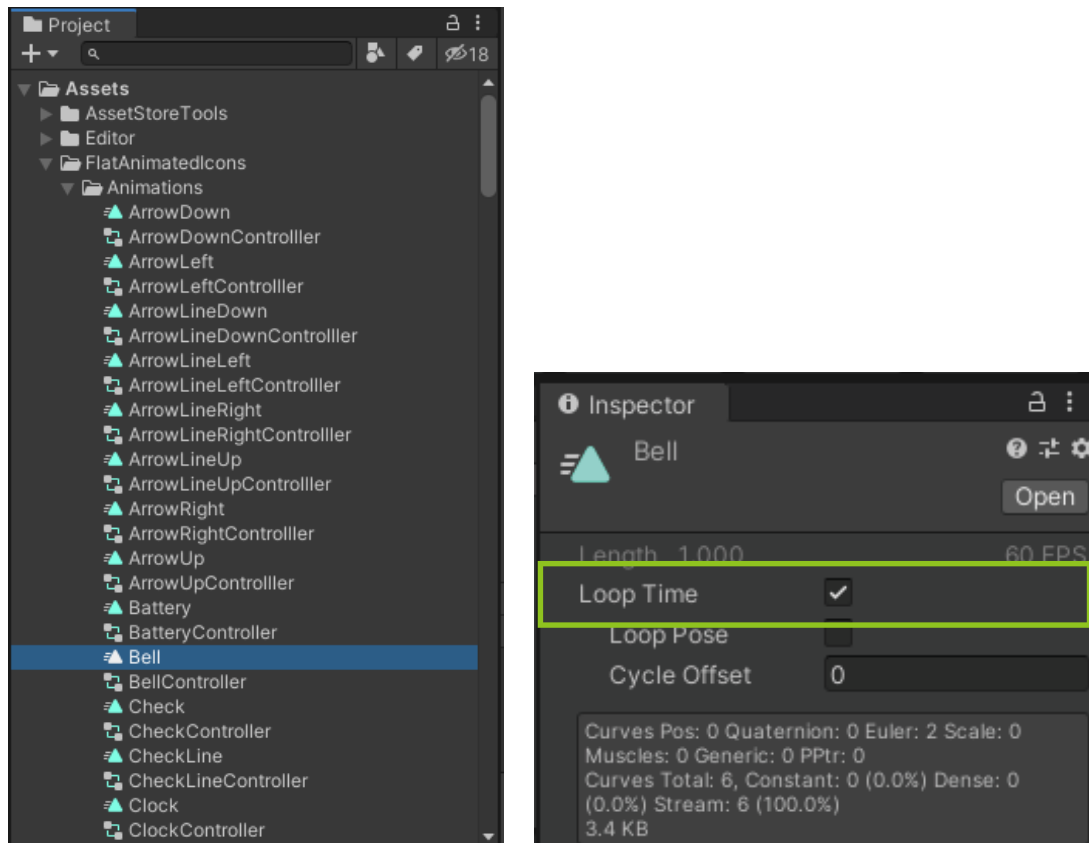 Project
18
Assets
AssetStoreTools
Editor
FlatAnimatedIcons
Animations
ArrowDown
ArrowDownControlller
ArrowLeft
ArrowLeftControlller
ArrowLineDown
ArrowLineDownControlller
ArrowLineLeft
ArrowLineLeftControlller
ArrowLineRight
ArrowLineRightControlller
ArrowLineUp
ArrowLineUpControlller
ArrowRight
ArrowRightControlller
ArrowUp
ArrowUpControlller
Battery
BatteryController
Bell
BellController
Check
CheckController
CheckLine
CheckLineController
Clock
ClockController
Inspector
Bell
Open
Length 1.000 60 FPS
Loop Time
Loop Pose
Cycle Offset 0
Curves Pos: 0 Quaternion: 0 Euler: 2 Scale: 0
Muscles: 0 Generic: 0 PPtr: 0
Curves Total: 6, Constant: 0 (0.0%) Dense: 0
(0.0%) Stream: 6 (100.0%)
3.4 KB